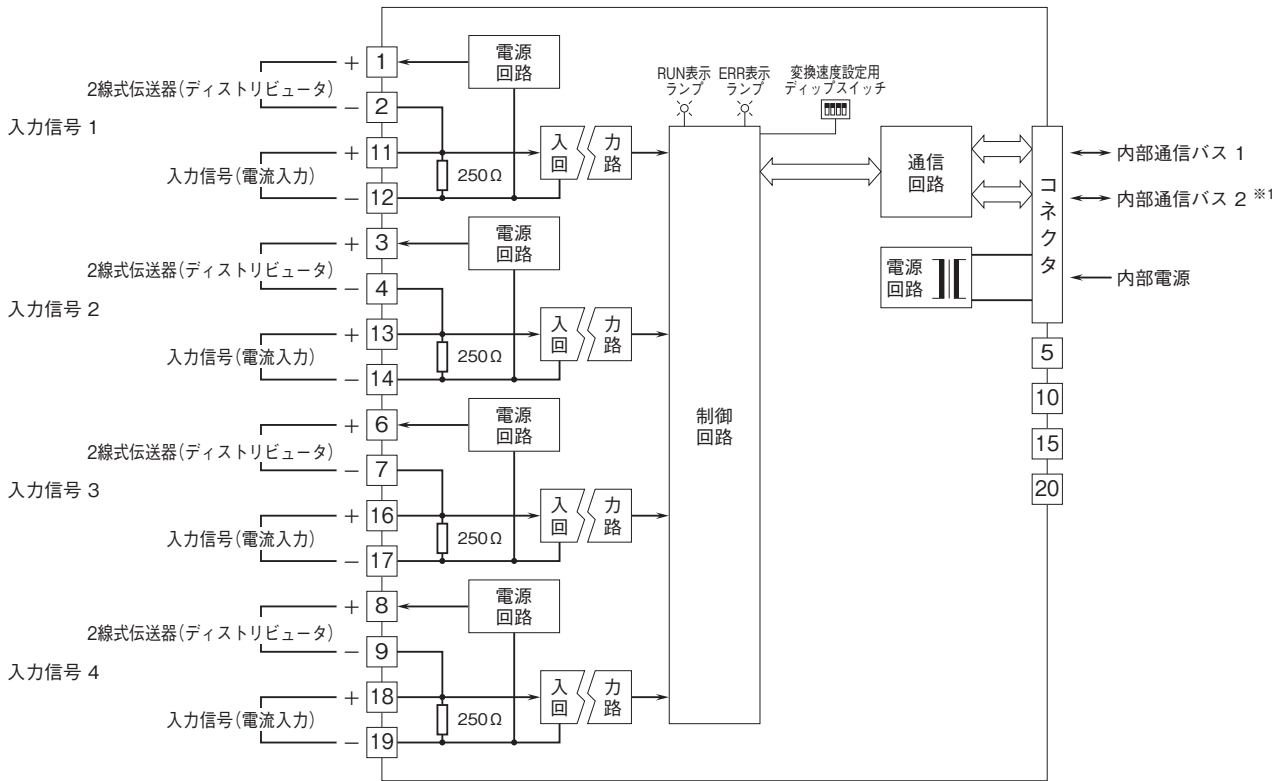 入力信号 1
2線式伝送器(ディストリビュータ)
+
1
−
2
入力信号(電流入力)
+
11
−
12
電源
回路
250Ω
入力
回路
入力信号 2
2線式伝送器(ディストリビュータ)
+
3
−
4
入力信号(電流入力)
+
13
−
14
電源
回路
250Ω
入力
回路
入力信号 3
2線式伝送器(ディストリビュータ)
+
6
−
7
入力信号(電流入力)
+
16
−
17
電源
回路
250Ω
入力
回路
入力信号 4
2線式伝送器(ディストリビュータ)
+
8
−
9
入力信号(電流入力)
+
18
−
19
電源
回路
250Ω
入力
回路
RUN表示
ランプ
ERR表示
ランプ
変換速度設定用
ディップスイッチ
制御
回路
通信
回路
電源
回路
コネクタ
内部通信バス 1
内部通信バス 2 ※1
内部電源
5
10
15
20